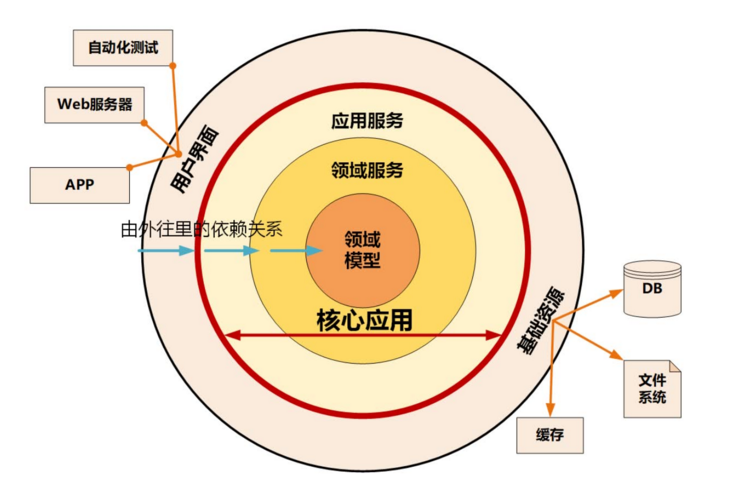 自动化测试
Web服务器
APP
用户界面
应用服务
领域服务
由外往里的依赖关系
领域
模型
核心应用
基础资源
DB
文件
系统
缓存